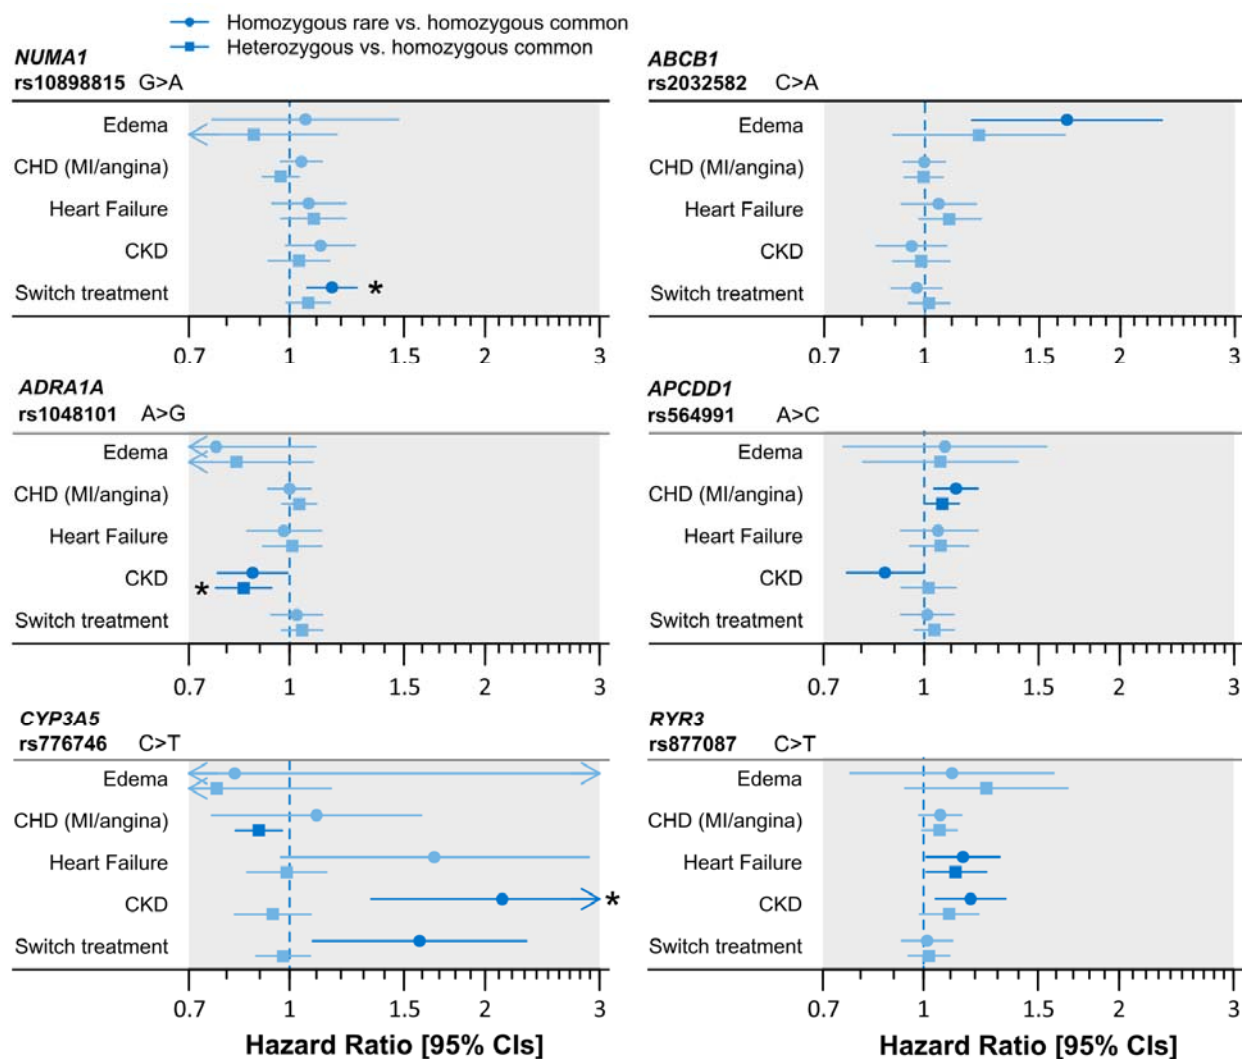 Homozygous rare vs. homozygous common
Heterozygous vs. homozygous common
NUMA1
rs10898815 G>A
Edema
CHD (MI/angina)
Heart Failure
CKD
Switch treatment
*
0.7 1 1.5 2 3
ABCB1
rs2032582 C>A
Edema
CHD (MI/angina)
Heart Failure
CKD
Switch treatment
0.7 1 1.5 2 3
ADRA1A
rs1048101 A>G
Edema
CHD (MI/angina)
Heart Failure
CKD
*
Switch treatment
0.7 1 1.5 2 3
APCDD1
rs564991 A>C
Edema
CHD (MI/angina)
Heart Failure
CKD
Switch treatment
0.7 1 1.5 2 3
CYP3A5
rs776746 C>T
Edema
CHD (MI/angina)
Heart Failure
CKD
*
Switch treatment
0.7 1 1.5 2 3
Hazard Ratio [95% CIs]
RYR3
rs877087 C>T
Edema
CHD (MI/angina)
Heart Failure
CKD
Switch treatment
0.7 1 1.5 2 3
Hazard Ratio [95% CIs]